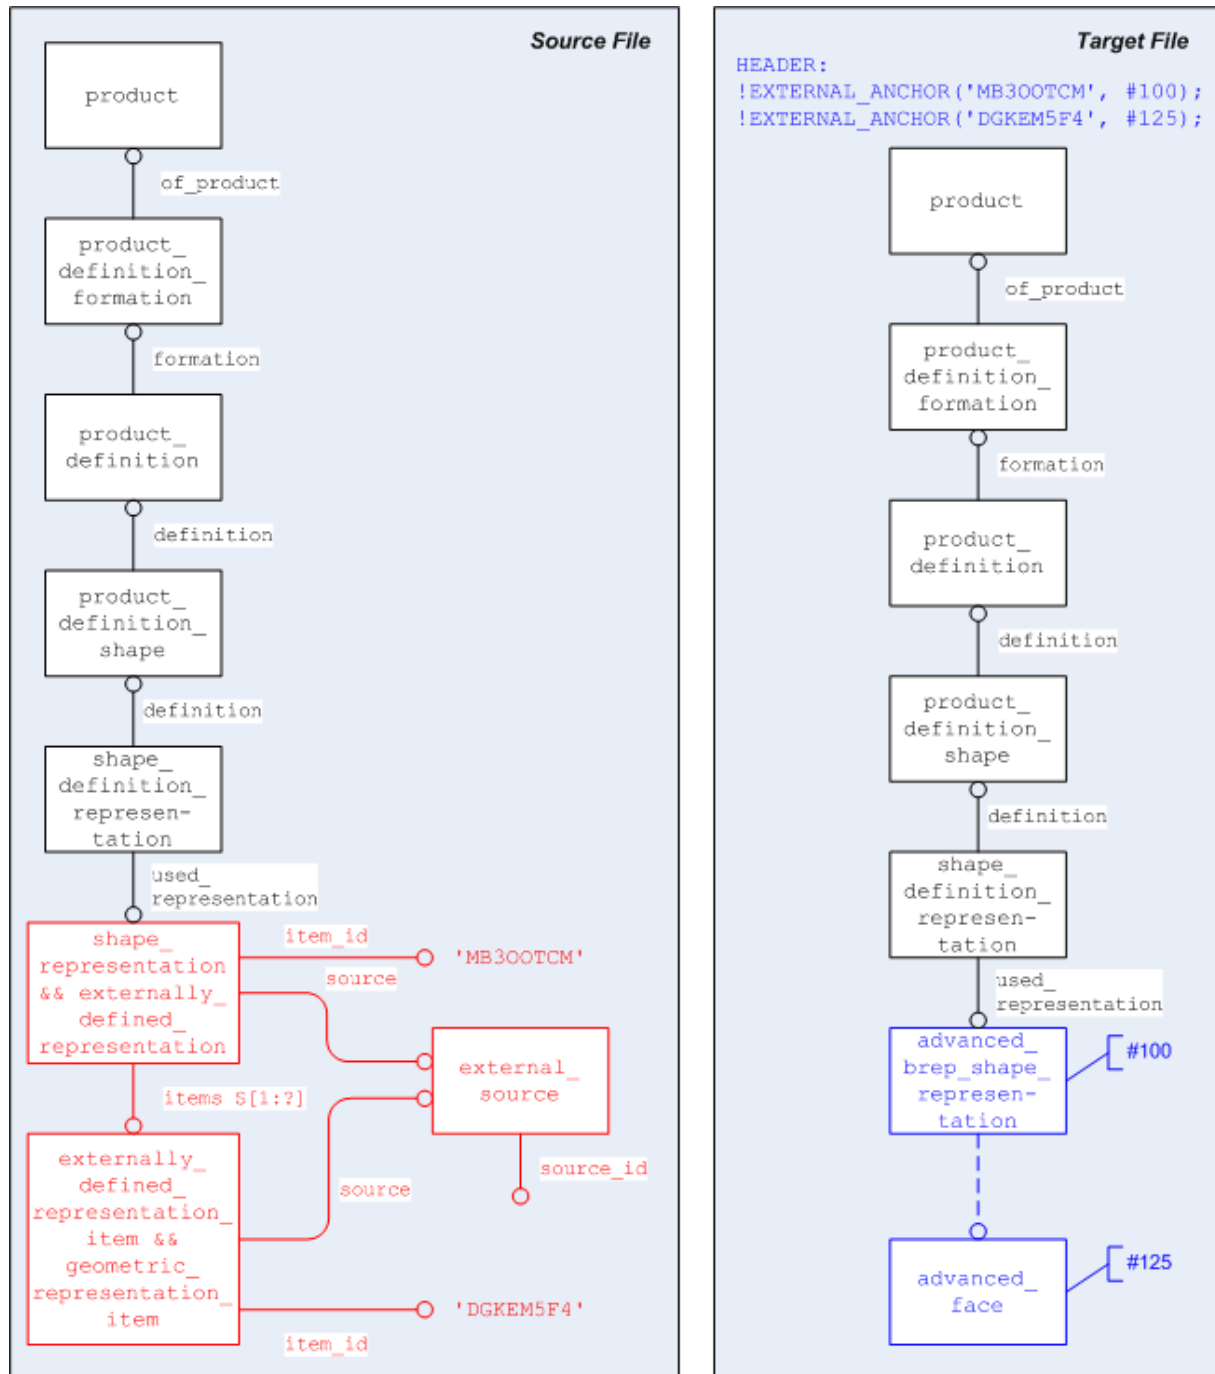 Source File
product
of_product
product_
definition_
formation
formation
product_
definition
definition
product_
definition_
shape
definition
shape_
definition_
represen-
tation
used_
representation
shape_
representation
&& externally_
defined_
representation
item_id
'MB3OOTCM'
source
external_
source
items S[1:?]
source_id
externally_
defined_
representation_
item &&
geometric_
representation_
item
source
'DGKEM5F4'
item_id
Target File
HEADER:
!EXTERNAL_ANCHOR('MB3OOTCM', #100);
!EXTERNAL_ANCHOR('DGKEM5F4', #125);
product
of_product
product_
definition_
formation
formation
product_
definition
definition
product_
definition_
shape
definition
shape_
definition_
represen-
tation
used_
representation
advanced_
brep_shape_
represen-
tation
#100
advanced_
face
#125